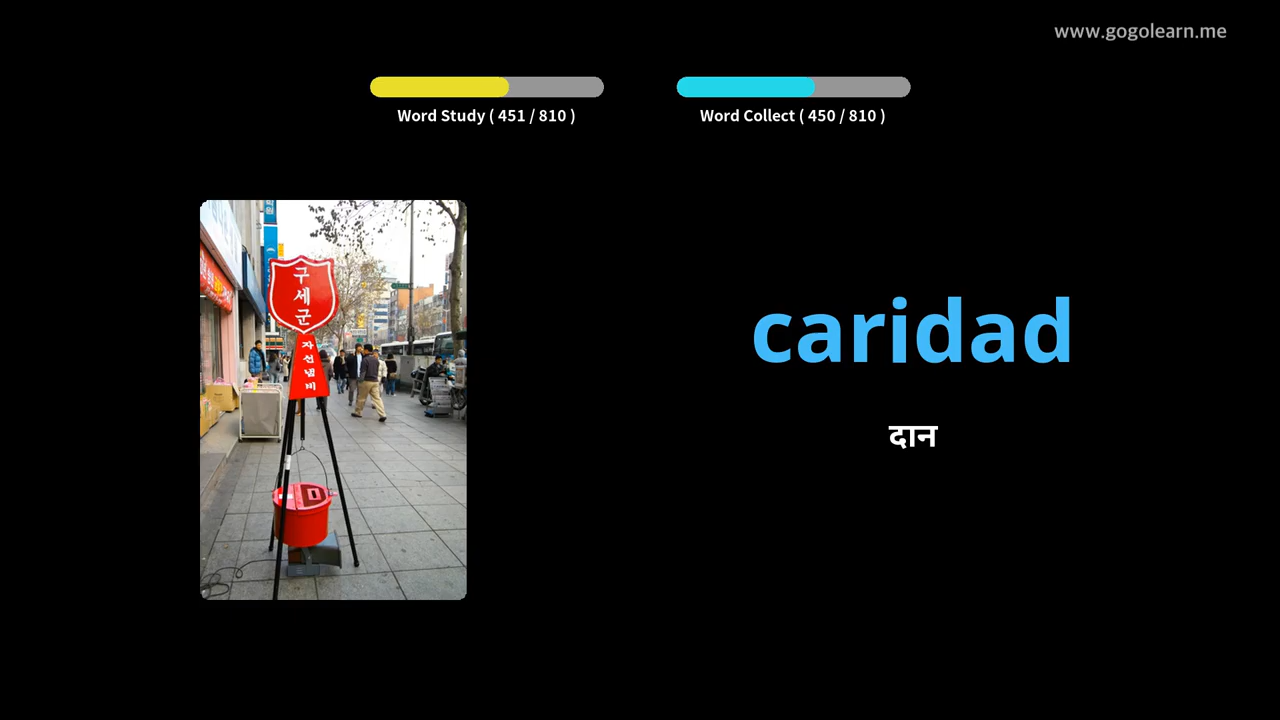 www.gogolearn.me
Word Study ( 451 / 810 )
Word Collect ( 450 / 810 )
구세군
자선냄비
caridad
दान